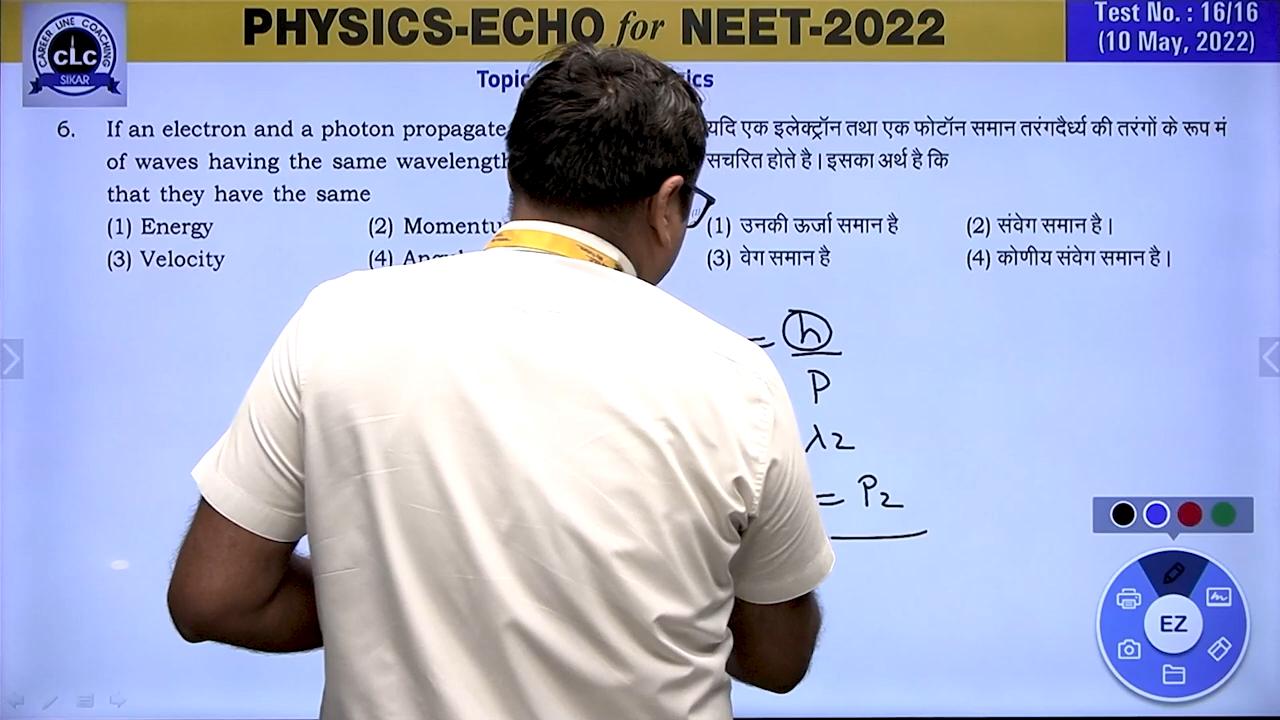 PHYSICS-ECHO for NEET-2022
Test No. : 16/16
(10 May, 2022)
CAREER LINE COACHING
CLC
SIKAR
Topic
ics
6. If an electron and a photon propagate
of waves having the same wavelength
that they have the same
(1) Energy (2) Momentu
(3) Velocity (4) Angul
यदि एक इलेक्ट्रॉन तथा एक फोटॉन समान तरंगदैर्ध्य की तरंगों के रूप मं
सचरित होते है। इसका अर्थ है कि
(1) उनकी ऊर्जा समान है (2) संवेग समान है।
(3) वेग समान है (4) कोणीय संवेग समान है।
= h
P
λ2
= P2
EZ